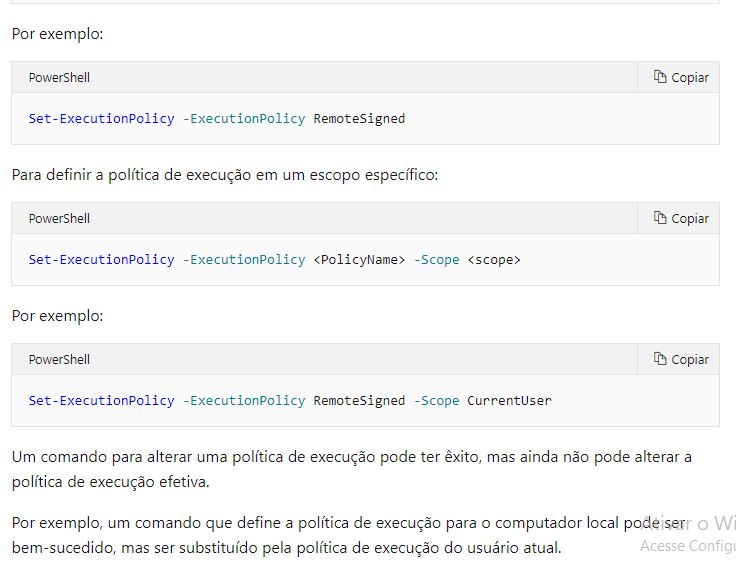 Por exemplo:
PowerShell
Copiar
Set-ExecutionPolicy -ExecutionPolicy RemoteSigned
Para definir a política de execução em um escopo específico:
PowerShell
Copiar
Set-ExecutionPolicy -ExecutionPolicy <PolicyName> -Scope <scope>
Por exemplo:
PowerShell
Copiar
Set-ExecutionPolicy -ExecutionPolicy RemoteSigned -Scope CurrentUser
Um comando para alterar uma política de execução pode ter êxito, mas ainda não pode alterar a
política de execução efetiva.
Por exemplo, um comando que define a política de execução para o computador local pode ser
bem-sucedido, mas ser substituído pela política de execução do usuário atual.
Ativar o Wi
Acesse Configu